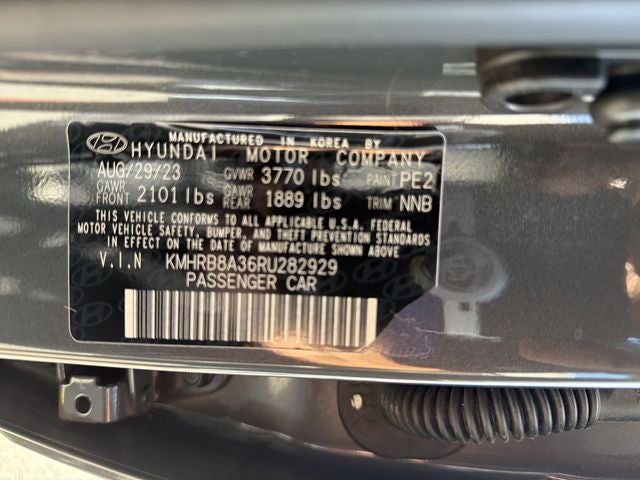 MANUFACTURED IN KOREA BY
HYUNDAI MOTOR COMPANY
AUG/29/23 GVWR 3770 lbs PAINT PE2
GAWR FRONT 2101 lbs GAWR REAR 1889 lbs TRIM NNB
THIS VEHICLE CONFORMS TO ALL APPLICABLE U.S.A. FEDERAL
MOTOR VEHICLE SAFETY, BUMPER, AND THEFT PREVENTION STANDARDS
IN EFFECT ON THE DATE OF MANUFACTURE SHOWN ABOVE.
V.I.N KMHRB8A36RU282929
PASSENGER CAR